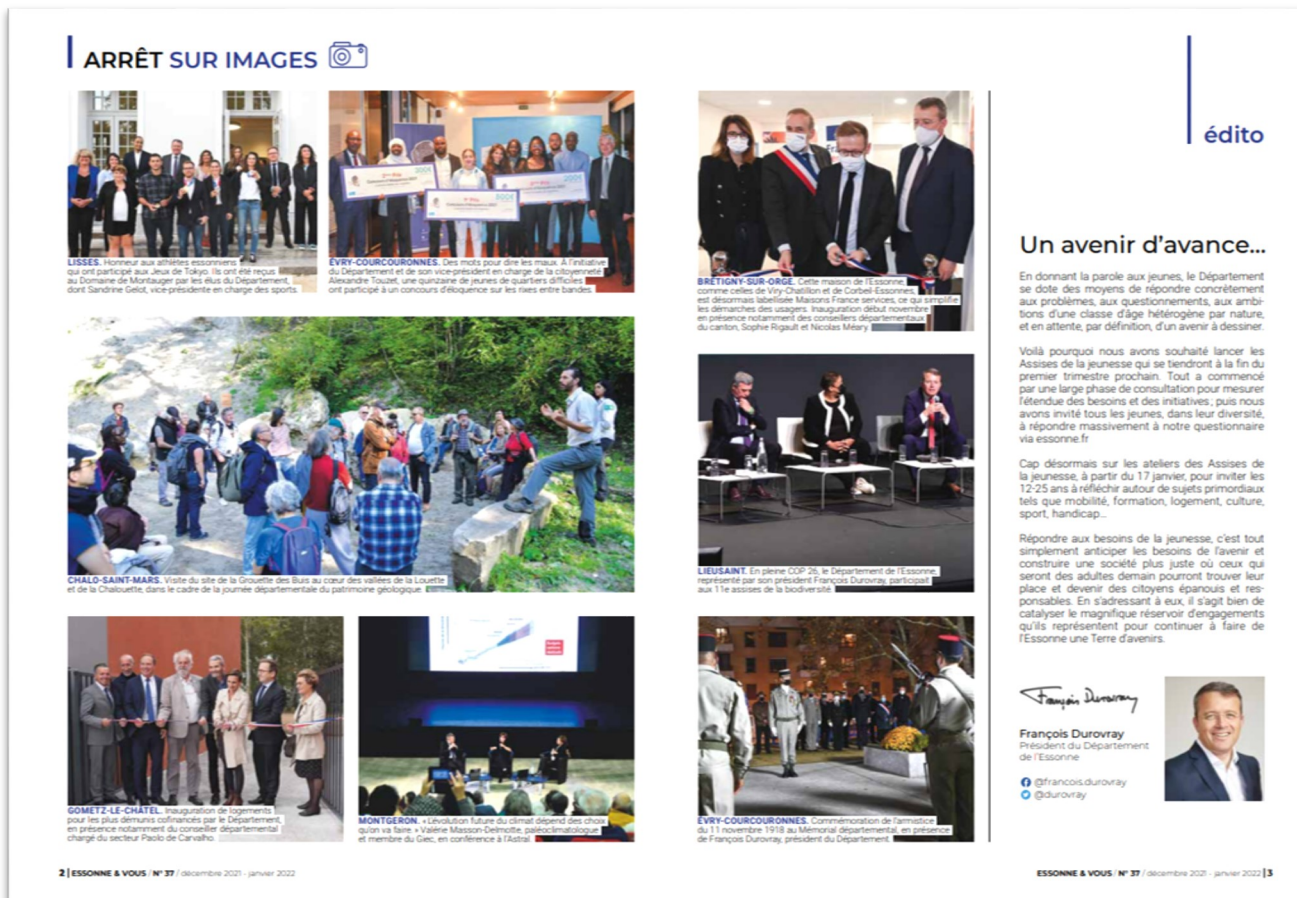 ARRÊT SUR IMAGES
LISSES. Honneur aux athlètes essonniens
qui ont participé aux Jeux de Tokyo. Ils ont été reçus
au Domaine de Montauger par les élus du Département,
dont Sandrine Gelot, vice-présidente en charge des sports.
2ème Prix
200€
1er Prix
500€
200€
ÉVRY-COURCOURONNES. Des mots pour dire les maux. À l'initiative
du Département et de son vice-président en charge de la citoyenneté
Alexandre Touzet, une quinzaine de jeunes de quartiers difficiles
ont participé à un concours d'éloquence sur les rixes entre bandes.
CHALO-SAINT-MARS. Visite du site de la Grouette des Buis au cœur des vallées de la Louette
et de la Chalouette, dans le cadre de la journée départementale du patrimoine géologique.
GOMETZ-LE-CHÂTEL. Inauguration de logements
pour les plus démunis cofinancés par le Département,
en présence notamment du conseiller départemental
chargé du secteur Paolo de Carvalho.
MONTGERON. « L'évolution future du climat dépend des choix
qu'on va faire. » Valérie Masson-Delmotte, paléoclimatologue
et membre du Giec, en conférence à l'Astral.
2 | ESSONNE & VOUS / N° 37 / décembre 2021 - janvier 2022
BRÉTIGNY-SUR-ORGE. Cette maison de l'Essonne,
comme celles de Viry-Chatillon et de Corbeil-Essonnes,
est désormais labellisée Maisons France services, ce qui simplifie
les démarches des usagers. Inauguration début novembre
en présence notamment des conseillers départementaux
du canton, Sophie Rigault et Nicolas Méary.
LIEUSAINT. En pleine COP 26, le Département de l'Essonne,
représenté par son président François Durovray, participait
aux 11e assises de la biodiversité.
ÉVRY-COURCOURONNES. Commémoration de l'armistice
du 11 novembre 1918 au Mémorial départemental, en présence
de François Durovray, président du Département.
édito
Un avenir d'avance...
En donnant la parole aux jeunes, le Département
se dote des moyens de répondre concrètement
aux problèmes, aux questionnements, aux ambi-
tions d'une classe d'âge hétérogène par nature,
et en attente, par définition, d'un avenir à dessiner.
Voilà pourquoi nous avons souhaité lancer les
Assises de la jeunesse qui se tiendront à la fin du
premier trimestre prochain. Tout a commencé
par une large phase de consultation pour mesurer
l'étendue des besoins et des initiatives ; puis nous
avons invité tous les jeunes, dans leur diversité,
à répondre massivement à notre questionnaire
via essonne.fr
Cap désormais sur les ateliers des Assises de
la jeunesse, à partir du 17 janvier, pour inviter les
12-25 ans à réfléchir autour de sujets primordiaux
tels que mobilité, formation, logement, culture,
sport, handicap...
Répondre aux besoins de la jeunesse, c'est tout
simplement anticiper les besoins de l'avenir et
construire une société plus juste où ceux qui
seront des adultes demain pourront trouver leur
place et devenir des citoyens épanouis et res-
ponsables. En s'adressant à eux, il s'agit bien de
catalyser le magnifique réservoir d'engagements
qu'ils représentent pour continuer à faire de
l'Essonne une Terre d'avenirs.
François Durovray
François Durovray
Président du Département
de l'Essonne
@francois.durovray
@durovray
ESSONNE & VOUS / N° 37 / décembre 2021 - janvier 2022 | 3